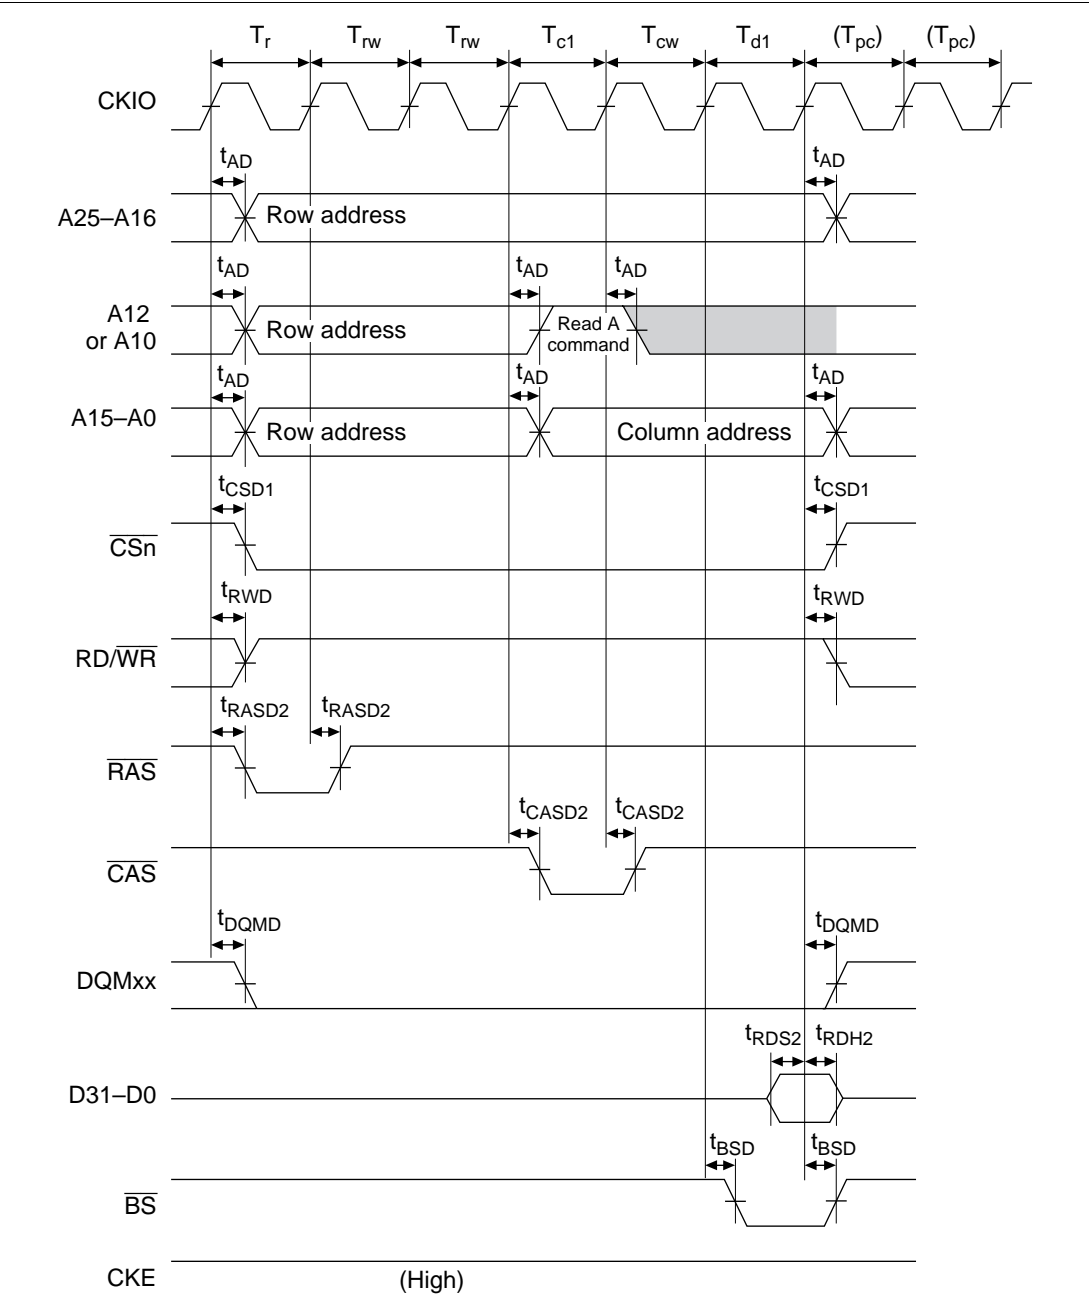 Tr Trw Trw Tc1 Tcw Td1 (Tpc) (Tpc)
CKIO
tAD tAD
A25–A16 Row address
tAD tAD tAD
A12
or A10
Row address
Read A
command
tAD tAD tAD
A15–A0 Row address Column address
tCSD1 tCSD1
CSn
tRWD tRWD
RD/WR
tRASD2 tRASD2
RAS
tCASD2 tCASD2
CAS
tDQMD tDQMD
DQMxx
tRDS2 tRDH2
D31–D0
tBSD tBSD
BS
CKE (High)